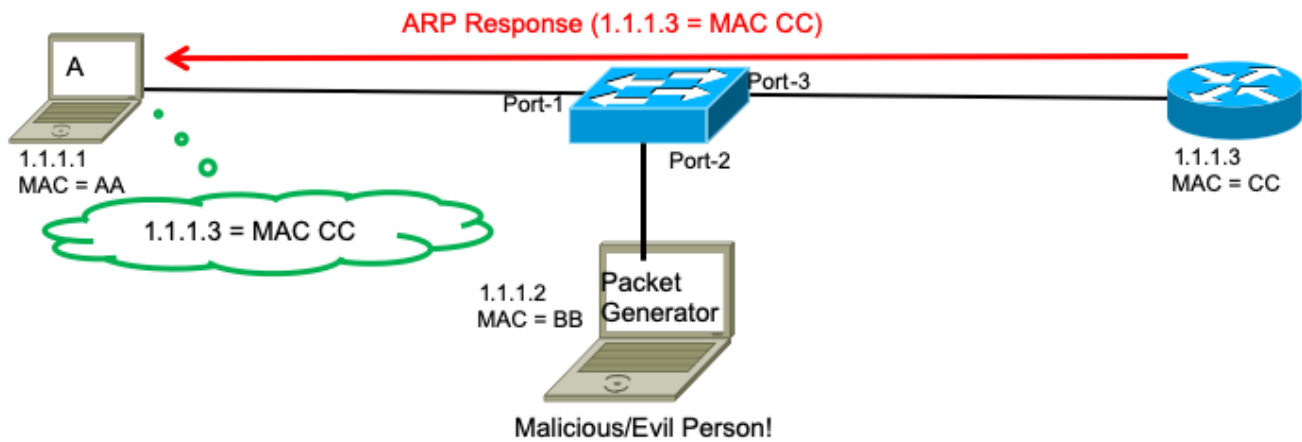 ARP Response (1.1.1.3 = MAC CC)
A
Port-1
Port-3
Port-2
1.1.1.1
MAC = AA
1.1.1.3
MAC = CC
1.1.1.3 = MAC CC
1.1.1.2
MAC = BB
Packet
Generator
Malicious/Evil Person!